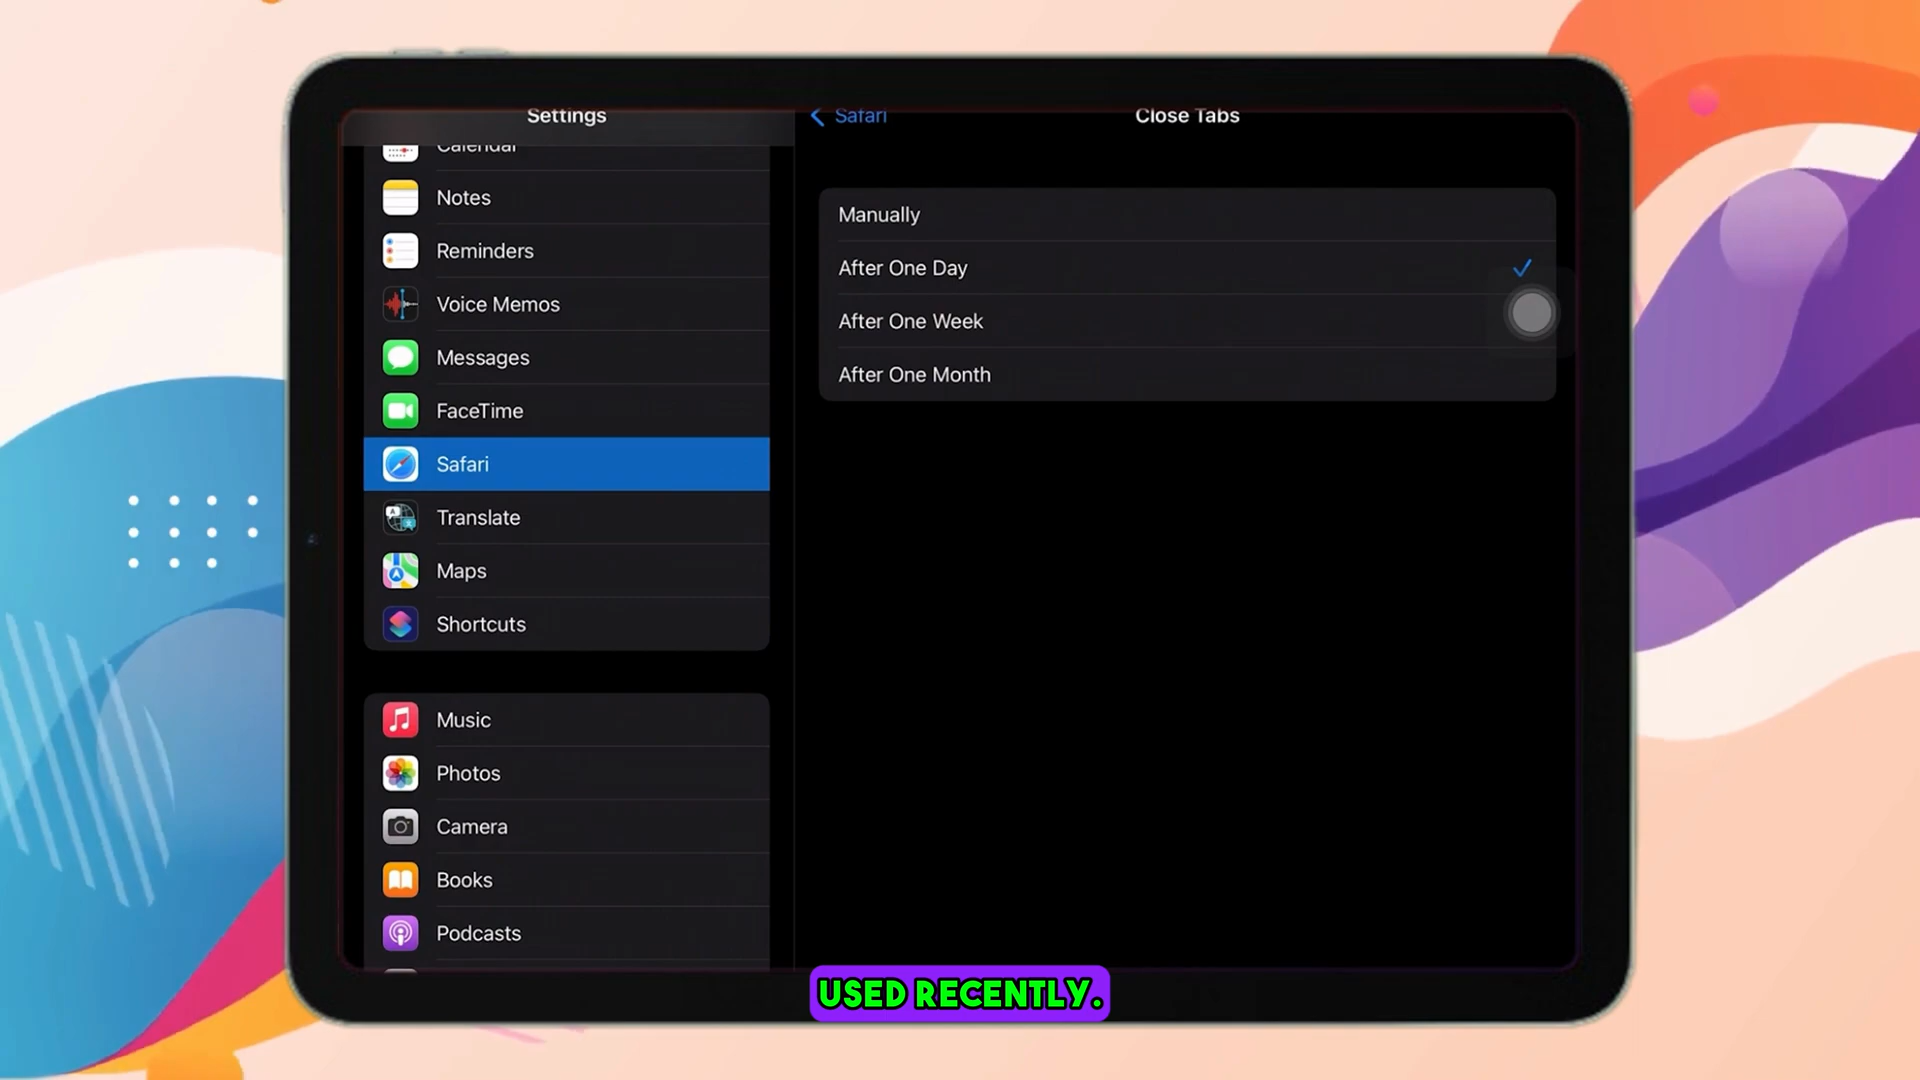 Settings
Safari
Close Tabs
Calendar
Notes
Reminders
Voice Memos
Messages
FaceTime
Safari
Translate
Maps
Shortcuts
Music
Photos
Camera
Books
Podcasts
Manually
After One Day
After One Week
After One Month
USED RECENTLY.